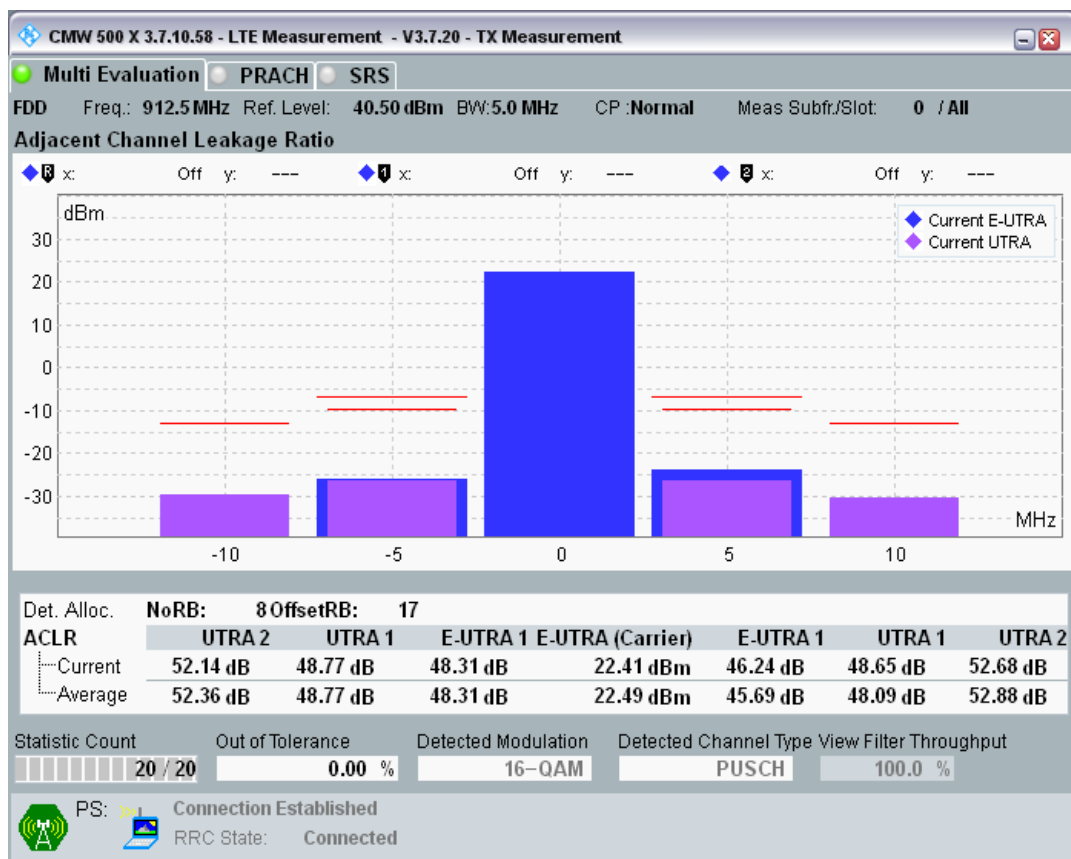 CMW 500 X 3.7.10.58 - LTE Measurement - V3.7.20 - TX Measurement
Multi Evaluation PRACH SRS
FDD Freq.: 912.5 MHz Ref. Level: 40.50 dBm BW: 5.0 MHz CP : Normal Meas Subfr./Slot: 0 / All
Adjacent Channel Leakage Ratio
R x: Off y: --- 1 x: Off y: --- 2 x: Off y: ---
dBm
Current E-UTRA
Current UTRA
30
20
10
0
-10
-20
-30
MHz
-10 -5 0 5 10
Det. Alloc. NoRB: 8 OffsetRB: 17
ACLR UTRA 2 UTRA 1 E-UTRA 1 E-UTRA (Carrier) E-UTRA 1 UTRA 1 UTRA 2
Current 52.14 dB 48.77 dB 48.31 dB 22.41 dBm 46.24 dB 48.65 dB 52.68 dB
Average 52.36 dB 48.77 dB 48.31 dB 22.49 dBm 45.69 dB 48.09 dB 52.88 dB
Statistic Count Out of Tolerance Detected Modulation Detected Channel Type View Filter Throughput
20 / 20 0.00 % 16-QAM PUSCH 100.0 %
PS: Connection Established
RRC State: Connected